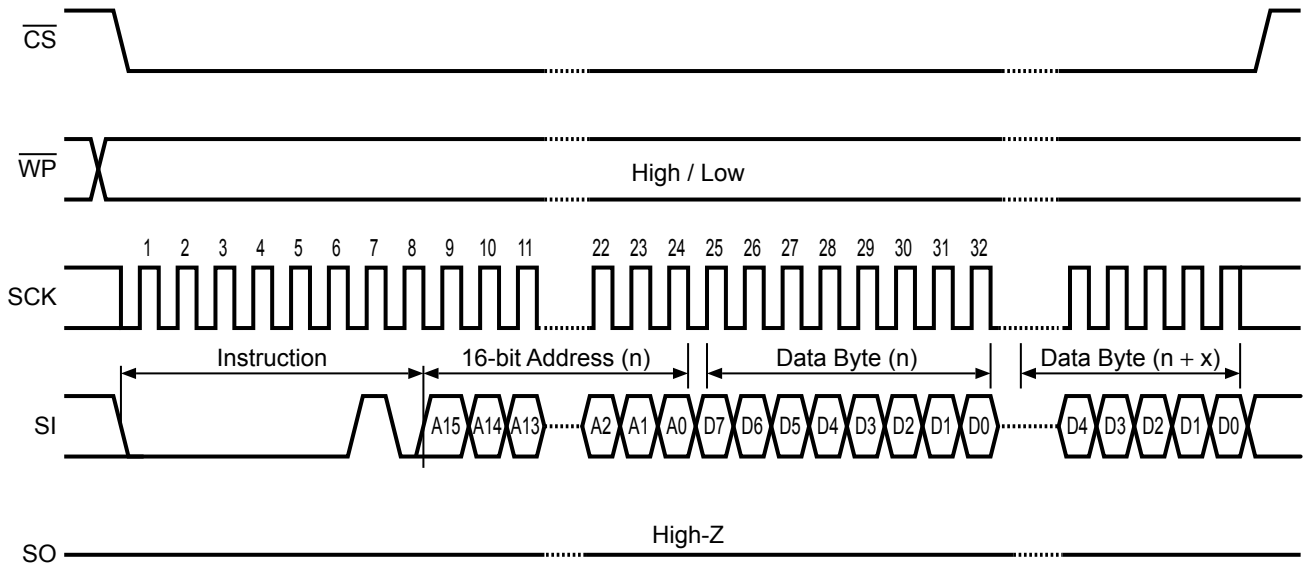 CS
WP
High / Low
1 2 3 4 5 6 7 8 9 10 11 22 23 24 25 26 27 28 29 30 31 32
SCK
Instruction 16-bit Address (n) Data Byte (n) Data Byte (n + x)
SI A15 A14 A13 A2 A1 A0 D7 D6 D5 D4 D3 D2 D1 D0 D4 D3 D2 D1 D0
High-Z
SO